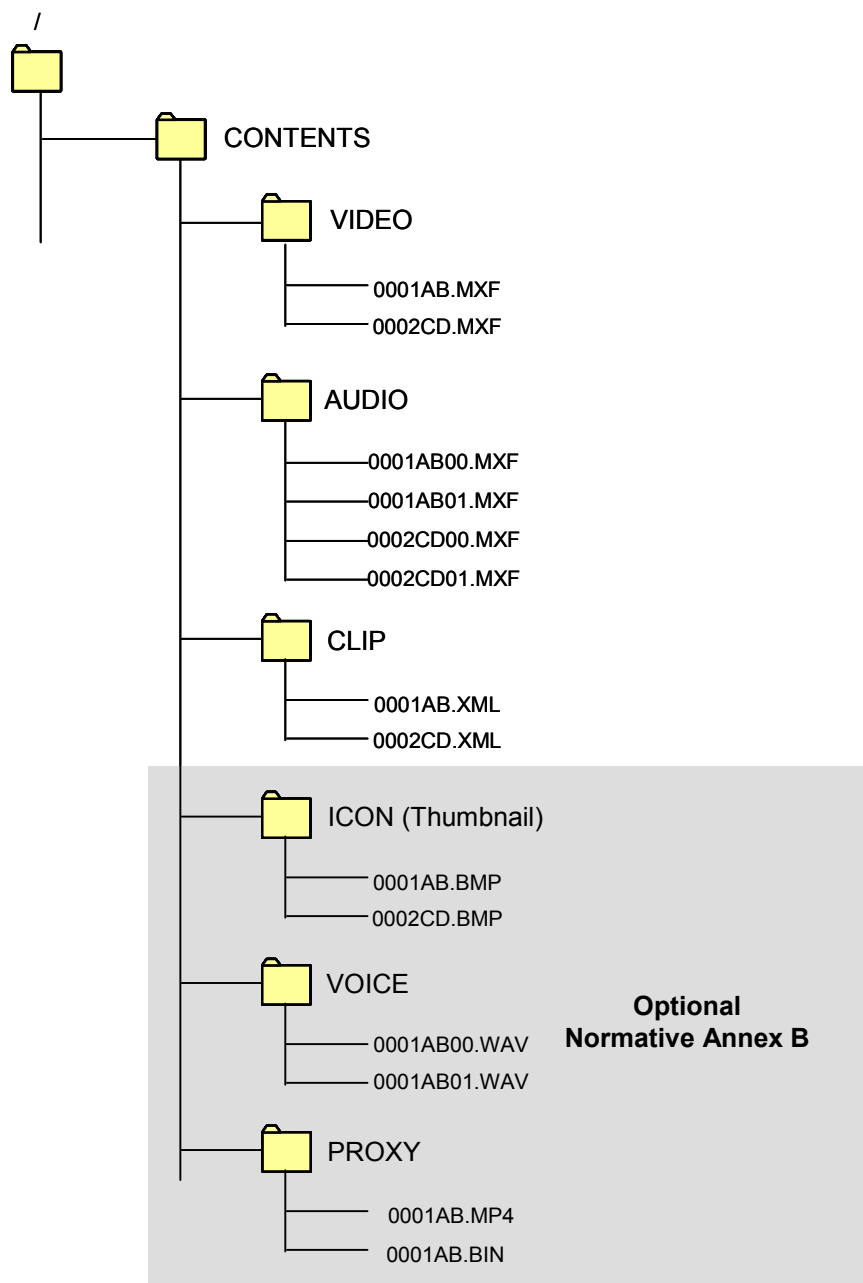 /
CONTENTS
VIDEO
0001AB.MXF
0002CD.MXF
AUDIO
0001AB00.MXF
0001AB01.MXF
0002CD00.MXF
0002CD01.MXF
CLIP
0001AB.XML
0002CD.XML
ICON (Thumbnail)
0001AB.BMP
0002CD.BMP
VOICE
0001AB00.WAV
0001AB01.WAV
Optional
Normative Annex B
PROXY
0001AB.MP4
0001AB.BIN